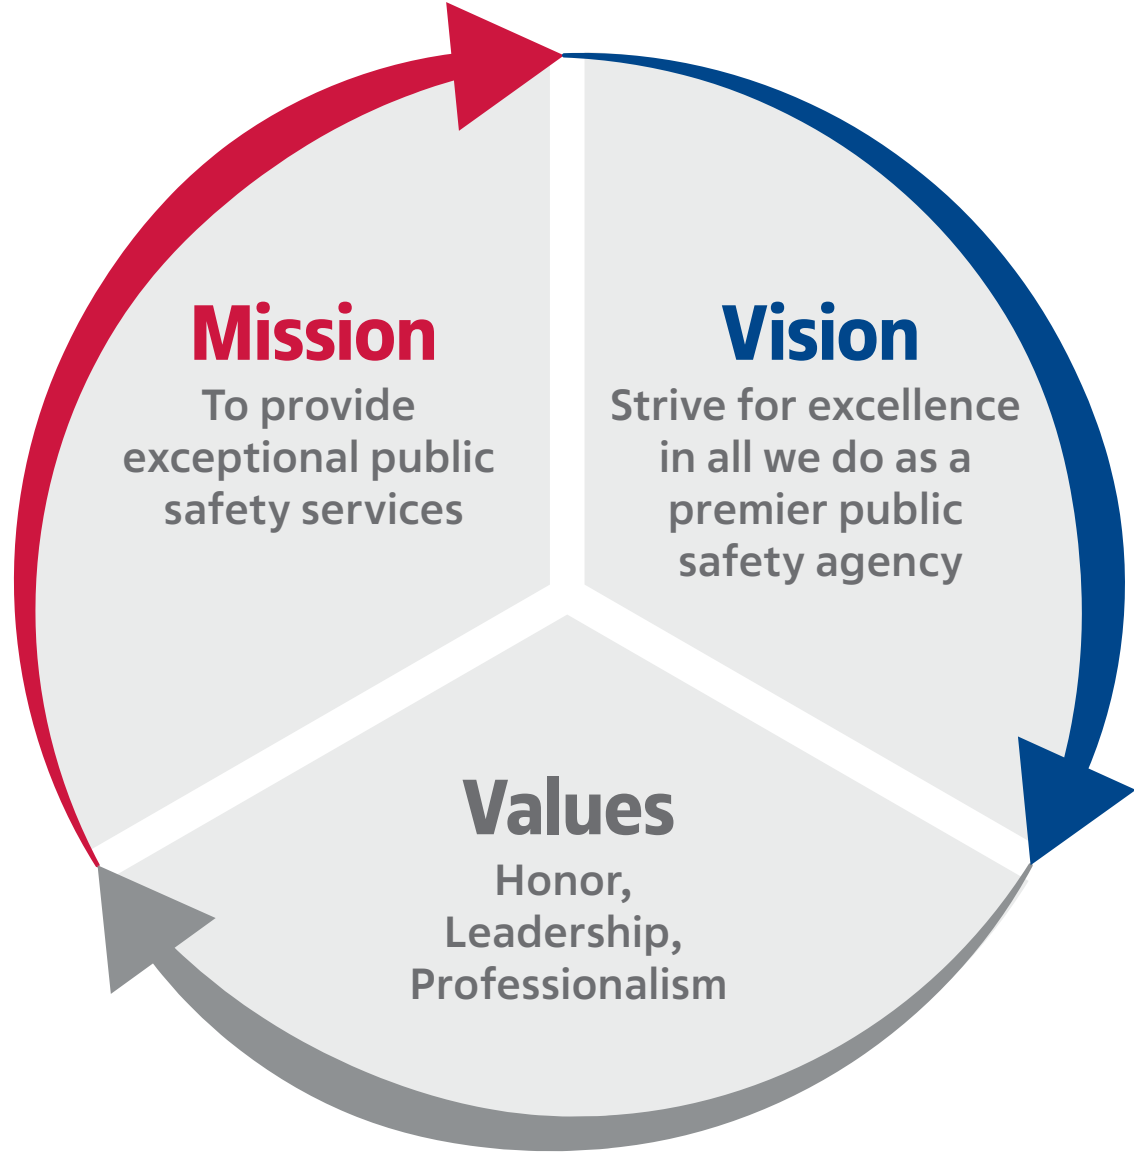 Mission
To provide
exceptional public
safety services
Vision
Strive for excellence
in all we do as a
premier public
safety agency
Values
Honor,
Leadership,
Professionalism